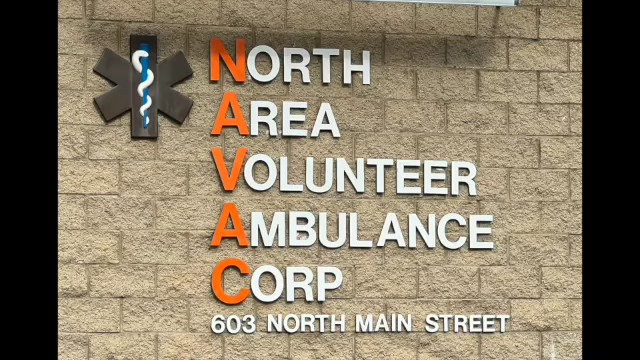 NORTH
AREA
VOLUNTEER
AMBULANCE
CORP
603 NORTH MAIN STREET